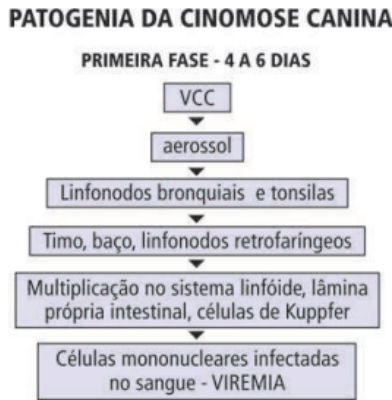 PATOGENIA DA CINOMOSE CANINA
PRIMEIRA FASE - 4 A 6 DIAS
VCC
aerossol
Linfonodos bronquiais e tonsilas
Timo, baço, linfonodos retrofaríngeos
Multiplicação no sistema linfóide, lâmina
própria intestinal, células de Kuppfer
Células mononucleares infectadas
no sangue - VIREMIA